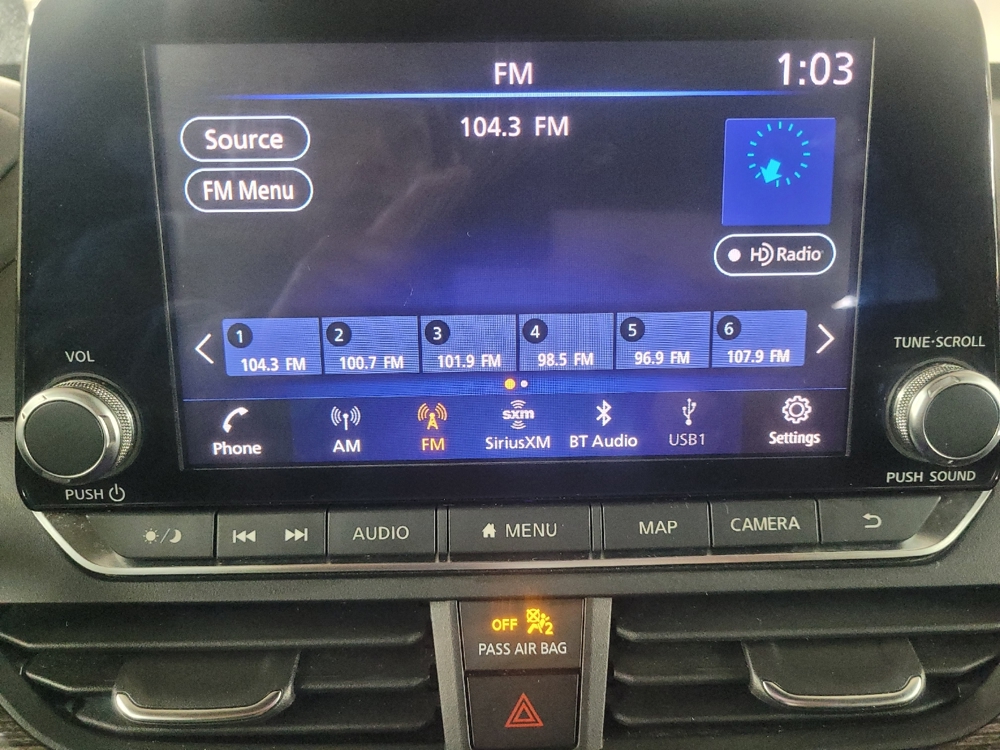 FM
1:03
104.3 FM
Source
FM Menu
HD Radio
1 2 3 4 5 6
104.3 FM 100.7 FM 101.9 FM 98.5 FM 96.9 FM 107.9 FM
VOL
TUNE•SCROLL
Phone AM FM SiriusXM BT Audio USB1 Settings
sxm
PUSH
PUSH SOUND
AUDIO MENU MAP CAMERA
OFF 2
PASS AIR BAG